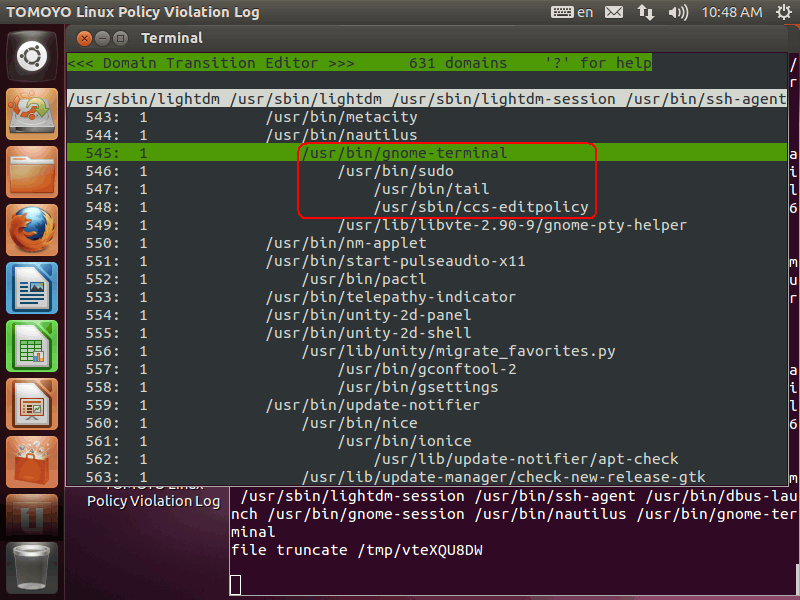 TOMOYO Linux Policy Violation Log en 10:48 AM
Terminal
<<< Domain Transition Editor >>> 631 domains '?' for help
/usr/sbin/lightdm /usr/sbin/lightdm /usr/sbin/lightdm-session /usr/bin/ssh-agent
543: 1 /usr/bin/metacity
544: 1 /usr/bin/nautilus
545: 1 /usr/bin/gnome-terminal
546: 1 /usr/bin/sudo
547: 1 /usr/bin/tail
548: 1 /usr/sbin/ccs-editpolicy
549: 1 /usr/lib/libvte-2.90-9/gnome-pty-helper
550: 1 /usr/bin/nm-applet
551: 1 /usr/bin/start-pulseaudio-x11
552: 1 /usr/bin/pactl
553: 1 /usr/bin/telepathy-indicator
554: 1 /usr/bin/unity-2d-panel
555: 1 /usr/bin/unity-2d-shell
556: 1 /usr/lib/unity/migrate_favorites.py
557: 1 /usr/bin/gconftool-2
558: 1 /usr/bin/gsettings
559: 1 /usr/bin/update-notifier
560: 1 /usr/bin/nice
561: 1 /usr/bin/ionice
562: 1 /usr/lib/update-notifier/apt-check
563: 1 /usr/lib/update-manager/check-new-release-gtk
TOMOYO Linux
Policy Violation Log
/usr/sbin/lightdm-session /usr/bin/ssh-agent /usr/bin/dbus-lau
nch /usr/bin/gnome-session /usr/bin/nautilus /usr/bin/gnome-ter
minal
file truncate /tmp/vteXQU8DW